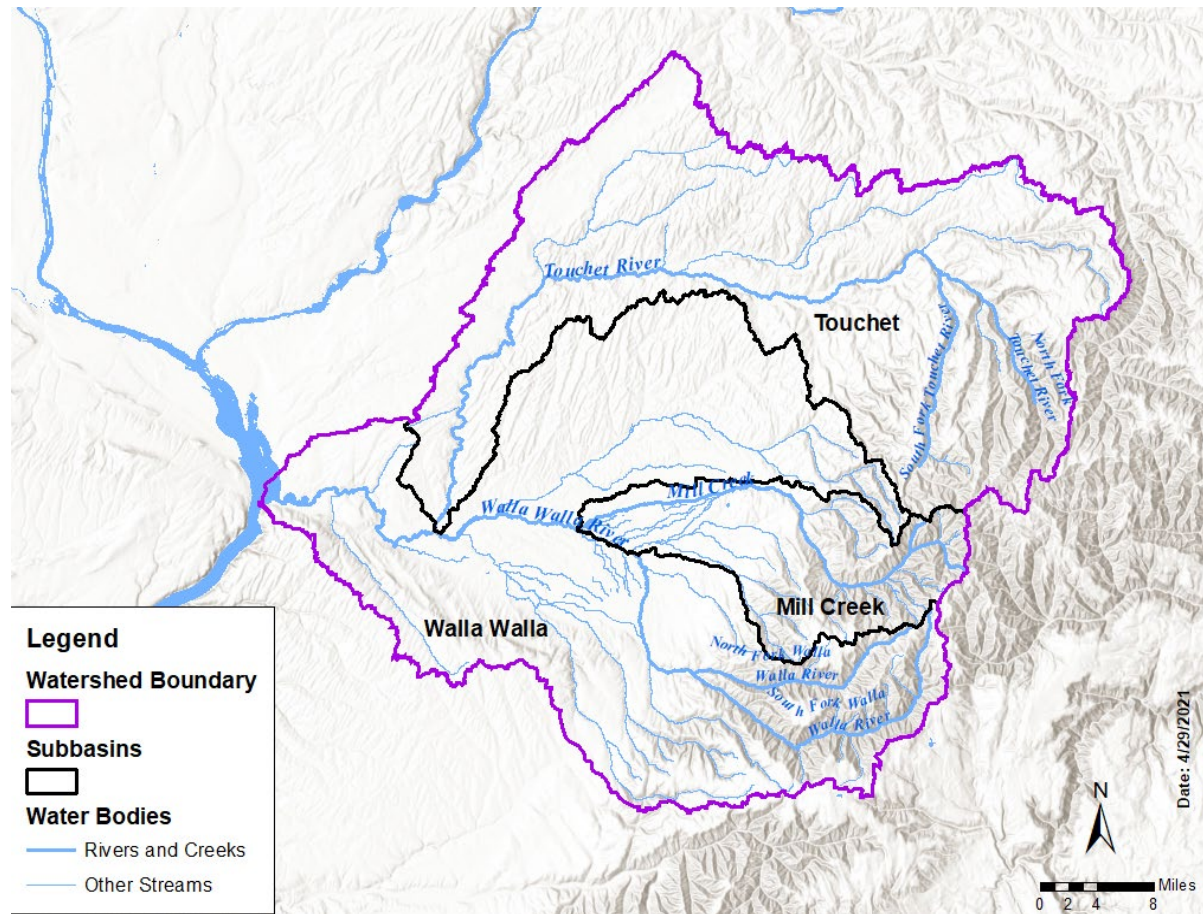 Touchet River
Touchet
South Fork Touchet River
North Fork
Touchet River
Mill Creek
Walla Walla River
Mill Creek
Walla Walla
North Fork Walla
Walla River
South Fork Walla
Walla River
Legend
Watershed Boundary
Subbasins
Water Bodies
Rivers and Creeks
Other Streams
Date: 4/29/2021
N
Miles
0 2 4 8